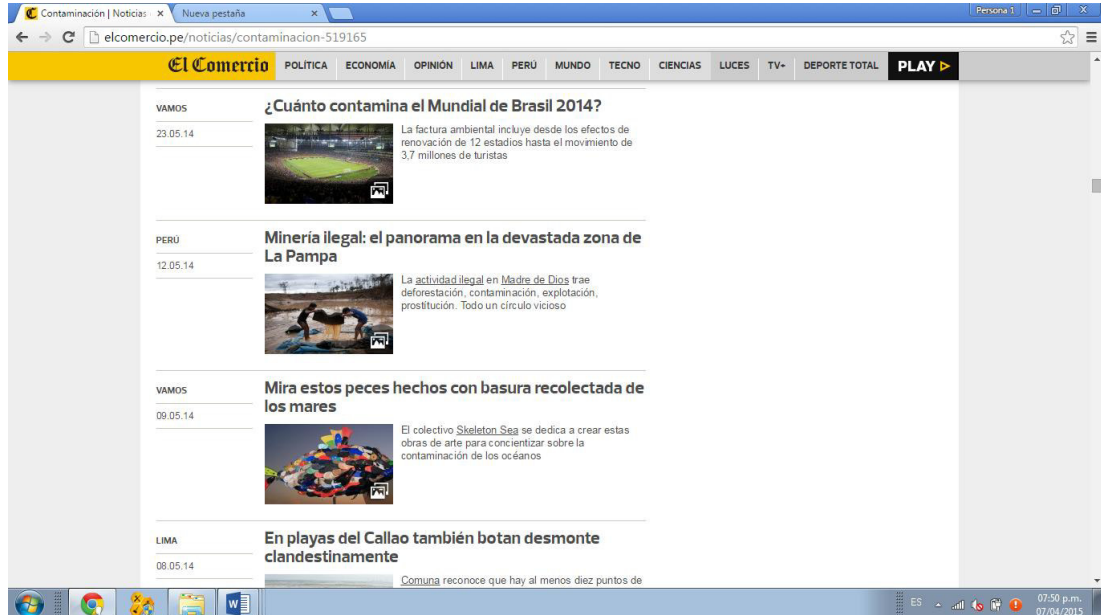 Contaminación | Noticias
Nueva pestaña
Persona 1
elcomercio.pe/noticias/contaminacion-519165
El Comercio POLÍTICA ECONOMÍA OPINIÓN LIMA PERÚ MUNDO TECNO CIENCIAS LUCES TV+ DEPORTE TOTAL PLAY
VAMOS
23.05.14
¿Cuánto contamina el Mundial de Brasil 2014?
La factura ambiental incluye desde los efectos de
renovación de 12 estadios hasta el movimiento de
3,7 millones de turistas
PERÚ
12.05.14
Minería ilegal: el panorama en la devastada zona de
La Pampa
La actividad ilegal en Madre de Dios trae
deforestación, contaminación, explotación,
prostitución. Todo un círculo vicioso
VAMOS
09.05.14
Mira estos peces hechos con basura recolectada de
los mares
El colectivo Skeleton Sea se dedica a crear estas
obras de arte para concientizar sobre la
contaminación de los océanos
LIMA
08.05.14
En playas del Callao también botan desmonte
clandestinamente
Comuna reconoce que hay al menos diez puntos de
ES
07:50 p.m.
07/04/2015